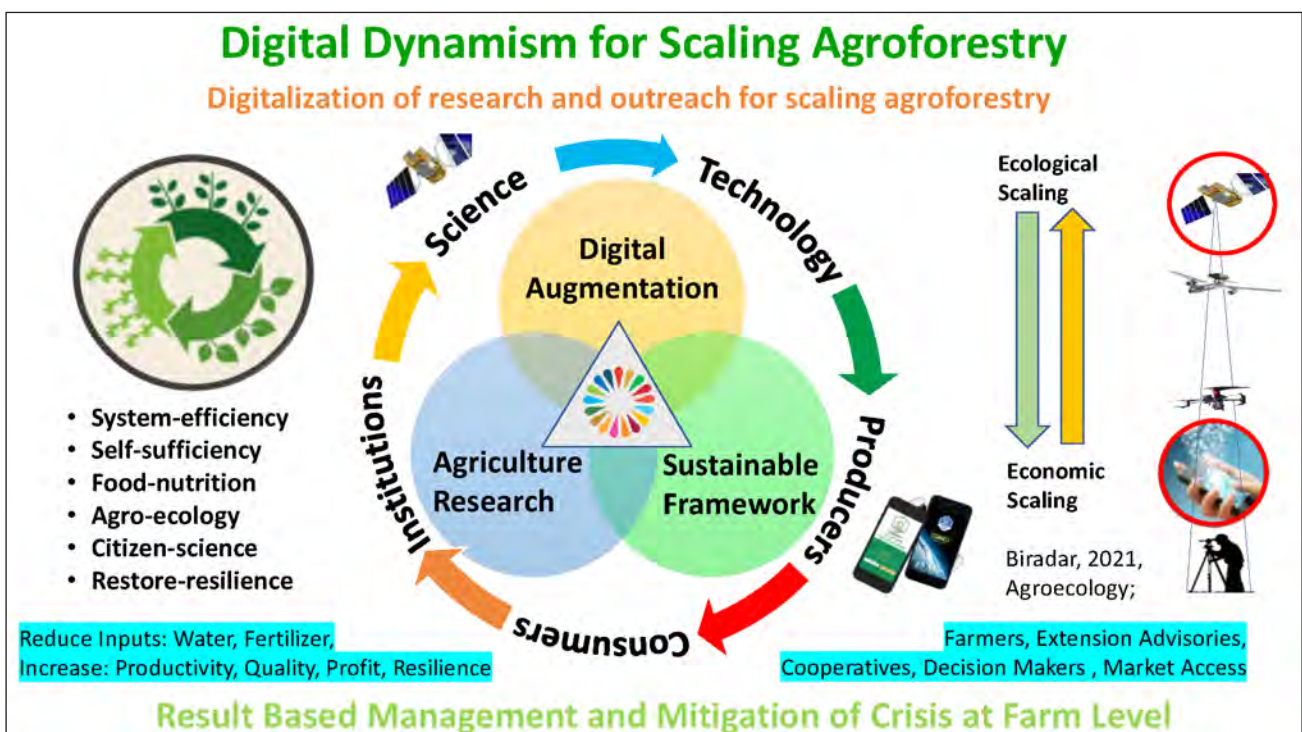 Digital Dynamism for Scaling Agroforestry
Digitalization of research and outreach for scaling agroforestry
Science
Technology
Producers
Consumers
Institutions
Digital
Augmentation
Agriculture
Research
Sustainable
Framework
• System-efficiency
• Self-sufficiency
• Food-nutrition
• Agro-ecology
• Citizen-science
• Restore-resilience
Ecological
Scaling
Economic
Scaling
Biradar, 2021,
Agroecology;
Reduce Inputs: Water, Fertilizer,
Increase: Productivity, Quality, Profit, Resilience
Farmers, Extension Advisories,
Cooperatives, Decision Makers , Market Access
Result Based Management and Mitigation of Crisis at Farm Level